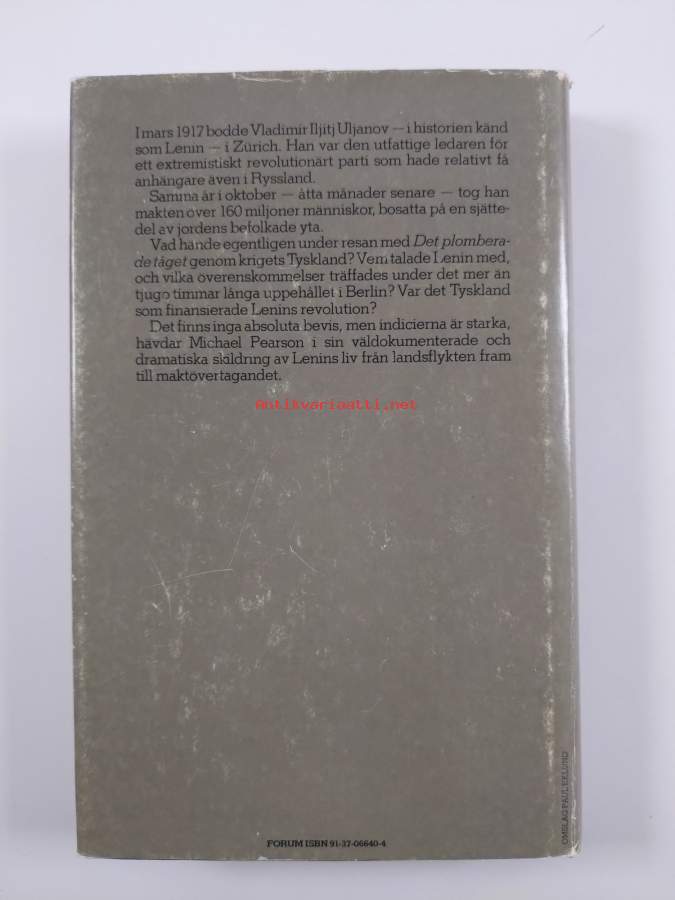 I mars 1917 bodde Vladimir Iljitj Uljanov — i historien känd
som Lenin — i Zürich. Han var den utfattige ledaren för
ett extremistiskt revolutionärt parti som hade relativt få
anhängare även i Ryssland.
Samma år i oktober — åtta månader senare — tog han
makten över 160 miljoner människor, bosatta på en sjätte-
del av jordens befolkade yta.
Vad hände egentligen under resan med Det plombera-
de tåget genom krigets Tyskland? Vem talade Lenin med,
och vilka överenskommelser träffades under det mer än
tjugo timmar långa uppehållet i Berlin? Var det Tyskland
som finansierade Lenins revolution?
Det finns inga absoluta bevis, men indicierna är starka,
hävdar Michael Pearson i sin väldokumenterade och
dramatiska skildring av Lenins liv från landsflykten fram
till maktövertagandet.
Antikvariaatti.net
OMSLAG PAUL EKLUND
FORUM ISBN 91-37-06640-4